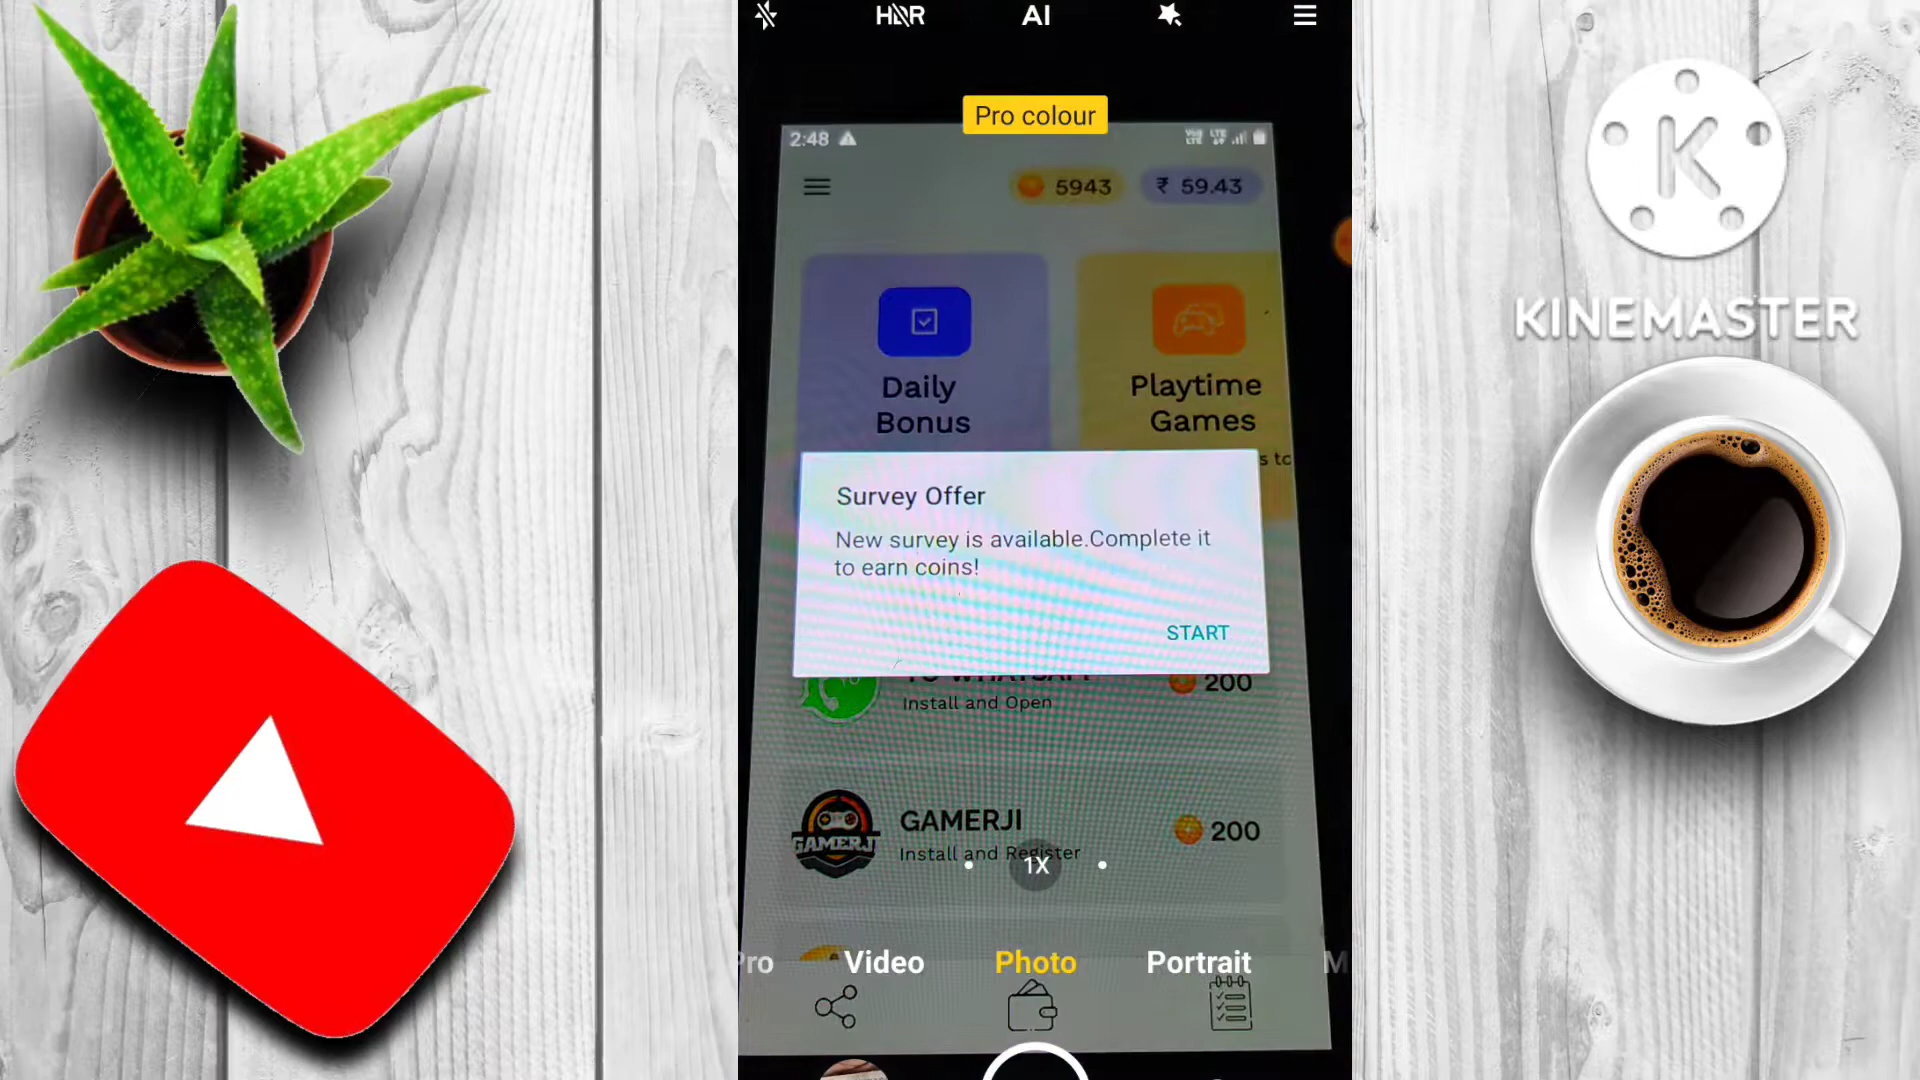 HDR
AI
Pro colour
2:48
5943
₹ 59.43
Daily
Bonus
Playtime
Games
s to
Survey Offer
New survey is available.Complete it
to earn coins!
START
200
Install and Open
GAMERJI
200
Install and Register
1X
Pro
Video
Photo
Portrait
M
KINEMASTER